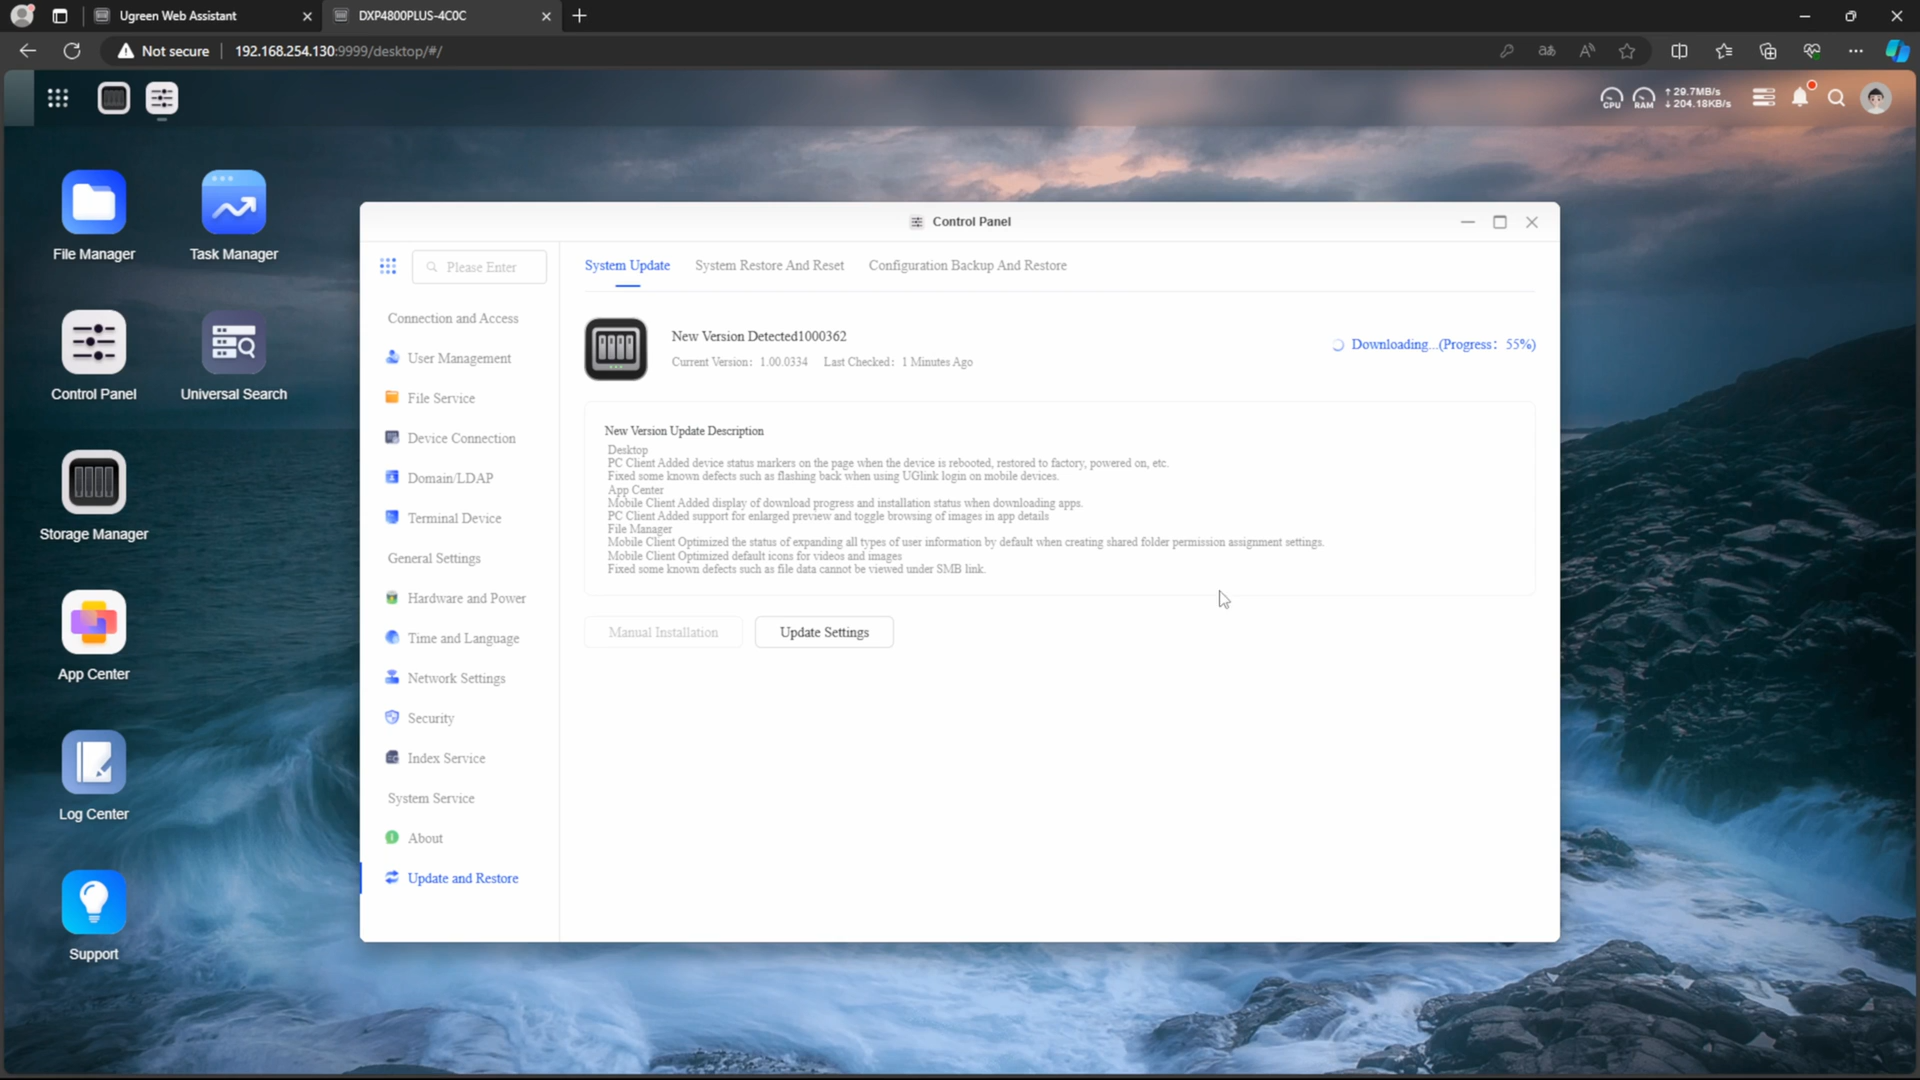 Ugreen Web Assistant
DXP4800PLUS-4C0C
Not secure
192.168.254.130:9999/desktop/#/
CPU
RAM
↑ 29.7MB/s
↓ 204.18KB/s
File Manager
Task Manager
Control Panel
Universal Search
Storage Manager
App Center
Log Center
Support
Control Panel
Please Enter
Connection and Access
User Management
File Service
Device Connection
Domain/LDAP
Terminal Device
General Settings
Hardware and Power
Time and Language
Network Settings
Security
Index Service
System Service
About
Update and Restore
System Update
System Restore And Reset
Configuration Backup And Restore
New Version Detected1000362
Current Version: 1.00.0334 Last Checked: 1 Minutes Ago
Downloading...(Progress: 55%)
New Version Update Description
Desktop
PC Client Added device status markers on the page when the device is rebooted, restored to factory, powered on, etc.
Fixed some known defects such as flashing back when using UGlink login on mobile devices.
App Center
Mobile Client Added display of download progress and installation status when downloading apps.
PC Client Added support for enlarged preview and toggle browsing of images in app details
File Manager
Mobile Client Optimized the status of expanding all types of user information by default when creating shared folder permission assignment settings.
Mobile Client Optimized default icons for videos and images
Fixed some known defects such as file data cannot be viewed under SMB link.
Manual Installation
Update Settings